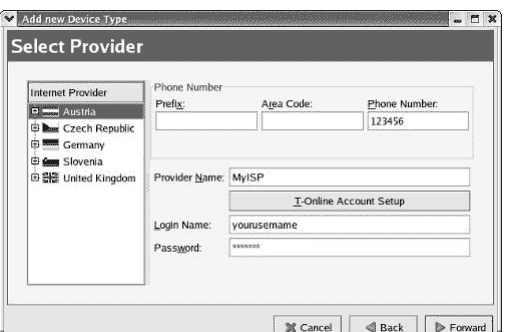 Add new Device Type
Select Provider
Internet Provider
Austria
Czech Republic
Germany
Slovenia
United Kingdom
Phone Number
Prefix:
Area Code:
Phone Number:
123456
Provider Name:
MyISP
T-Online Account Setup
Login Name:
yourusername
Password:
*******
Cancel
Back
Forward